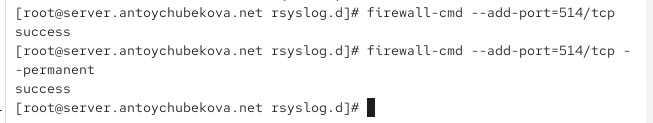 [root@server.antoychubekova.net rsyslog.d]# firewall-cmd --add-port=514/tcp
success
[root@server.antoychubekova.net rsyslog.d]# firewall-cmd --add-port=514/tcp -
-permanent
success
[root@server.antoychubekova.net rsyslog.d]#